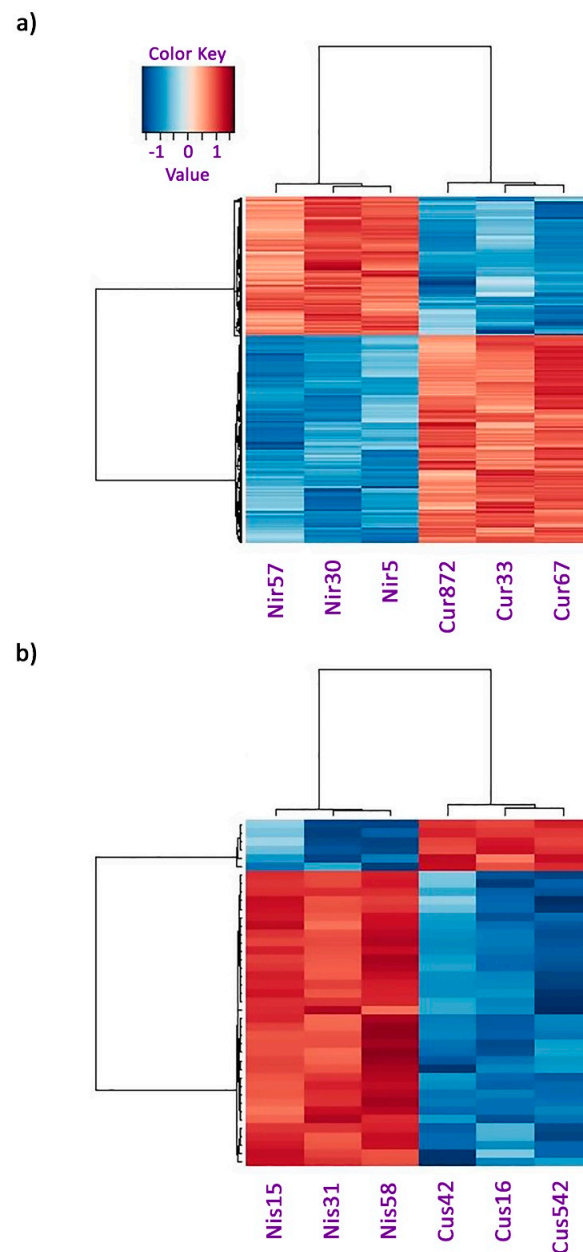 a)
Color Key
-1 0 1
Value
Nir57 Nir30 Nir5 Cur872 Cur33 Cur67
b)
Nis15 Nis31 Nis58 Cus42 Cus16 Cus542